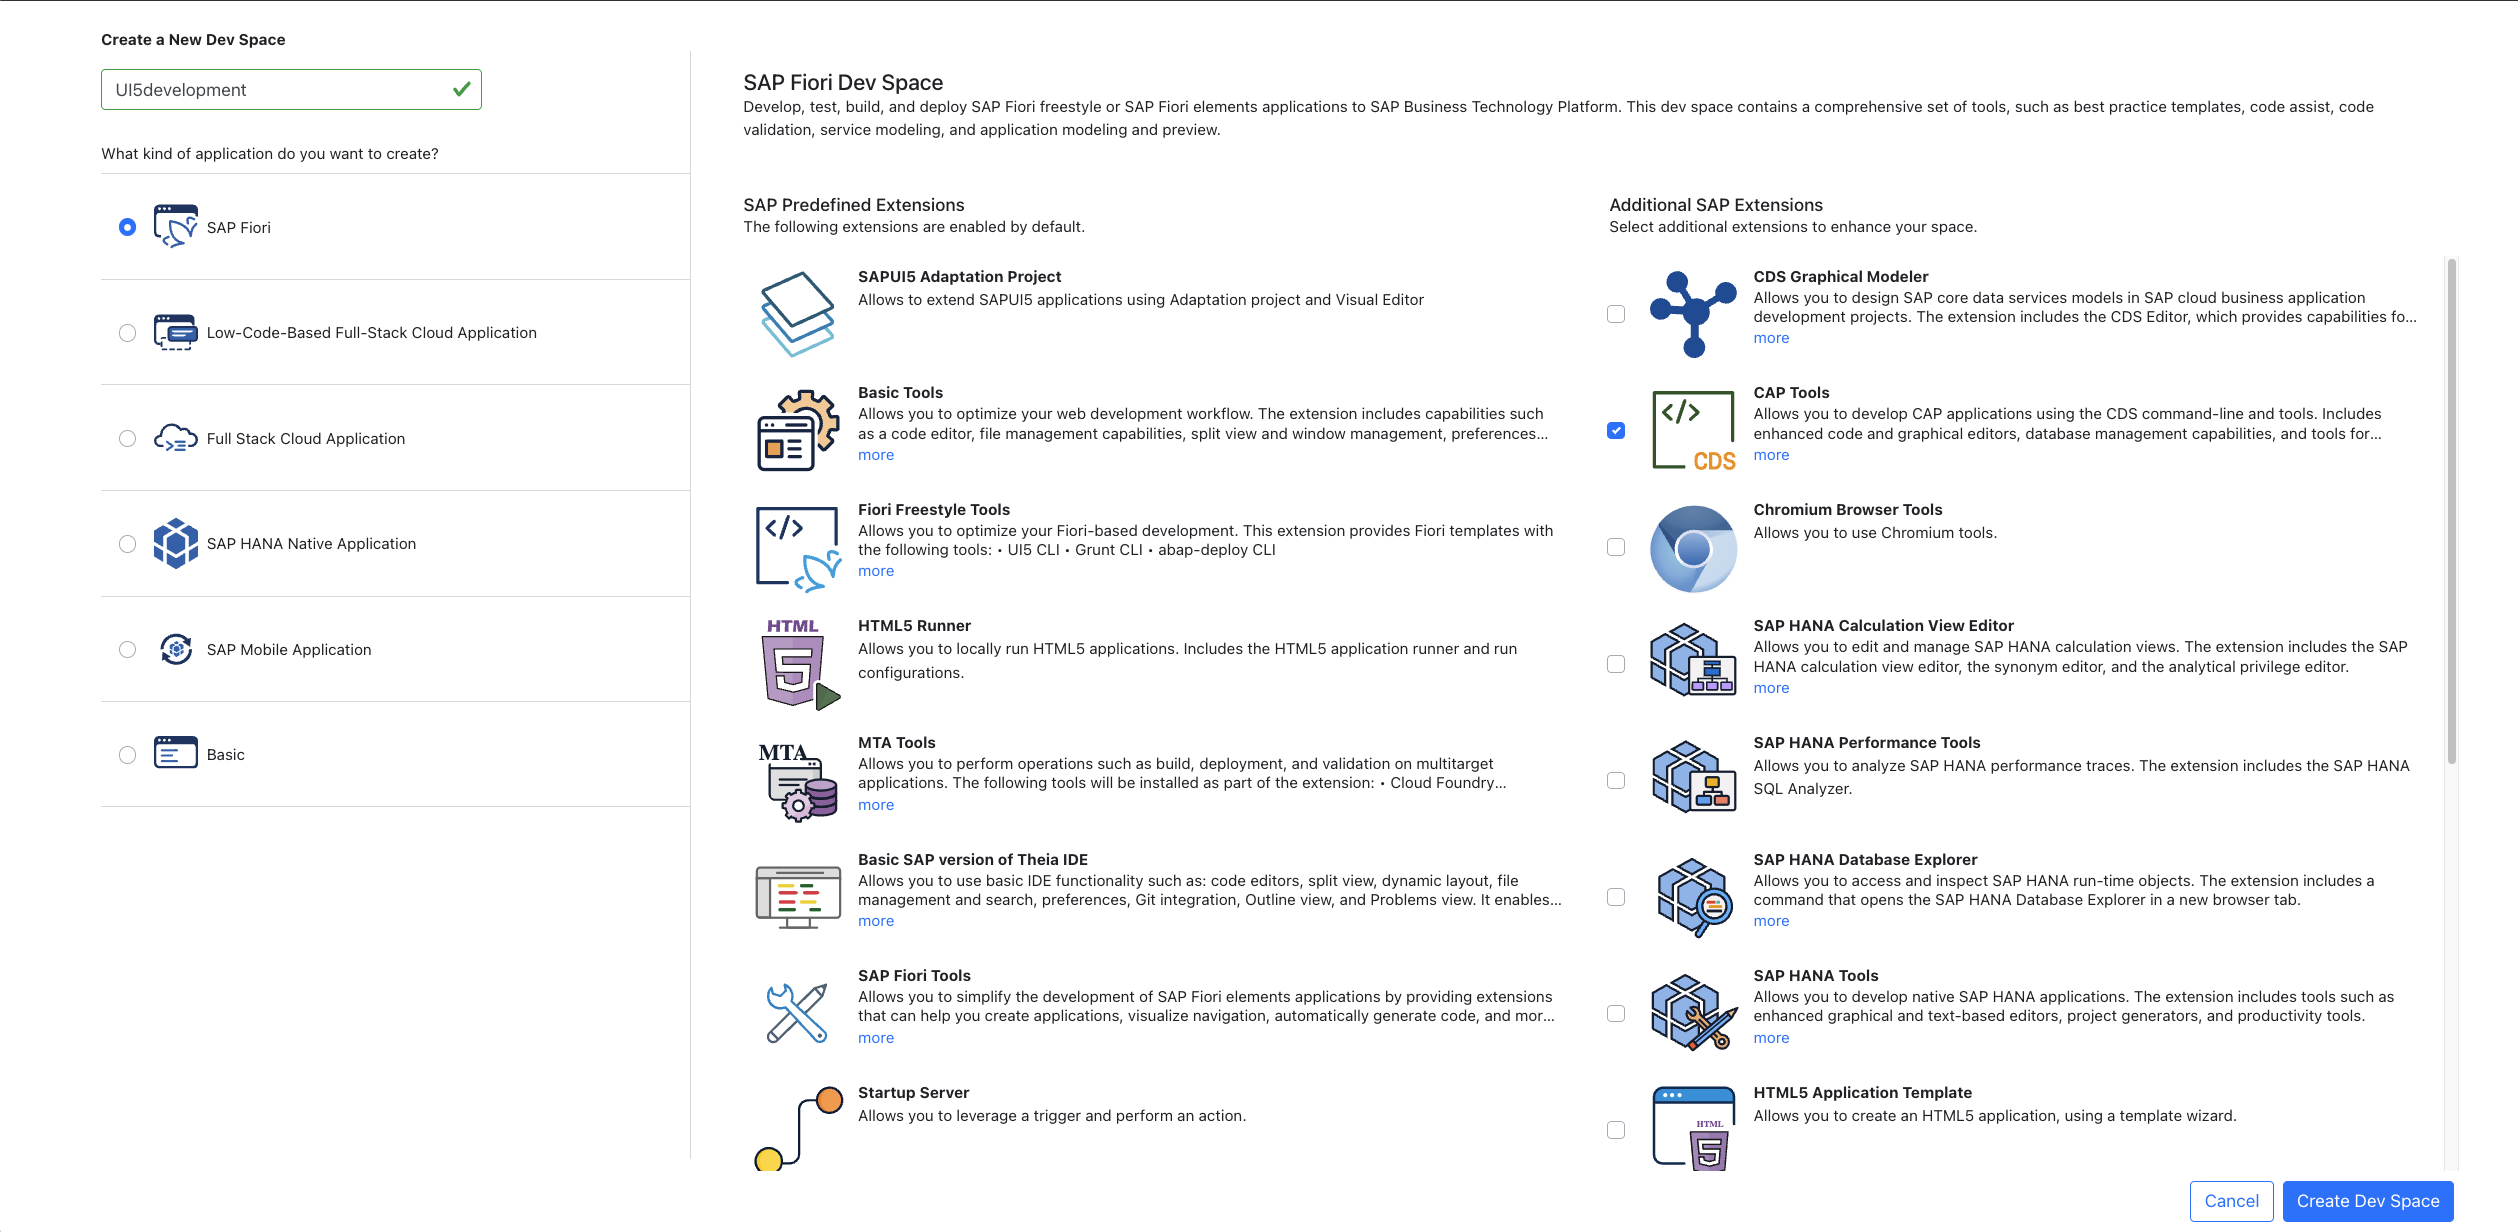 Create a New Dev Space
UI5development
What kind of application do you want to create?
SAP Fiori
Low-Code-Based Full-Stack Cloud Application
Full Stack Cloud Application
SAP HANA Native Application
SAP Mobile Application
Basic
SAP Fiori Dev Space
Develop, test, build, and deploy SAP Fiori freestyle or SAP Fiori elements applications to SAP Business Technology Platform. This dev space contains a comprehensive set of tools, such as best practice templates, code assist, code
validation, service modeling, and application modeling and preview.
SAP Predefined Extensions
The following extensions are enabled by default.
SAPUI5 Adaptation Project
Allows to extend SAPUI5 applications using Adaptation project and Visual Editor
Basic Tools
Allows you to optimize your web development workflow. The extension includes capabilities such
as a code editor, file management capabilities, split view and window management, preferences...
more
</>
Fiori Freestyle Tools
Allows you to optimize your Fiori-based development. This extension provides Fiori templates with
the following tools: • UI5 CLI • Grunt CLI • abap-deploy CLI
more
HTML
5
HTML5 Runner
Allows you to locally run HTML5 applications. Includes the HTML5 application runner and run
configurations.
MTA
MTA Tools
Allows you to perform operations such as build, deployment, and validation on multitarget
applications. The following tools will be installed as part of the extension: • Cloud Foundry...
more
Basic SAP version of Theia IDE
Allows you to use basic IDE functionality such as: code editors, split view, dynamic layout, file
management and search, preferences, Git integration, Outline view, and Problems view. It enables...
more
SAP Fiori Tools
Allows you to simplify the development of SAP Fiori elements applications by providing extensions
that can help you create applications, visualize navigation, automatically generate code, and mor...
more
Startup Server
Allows you to leverage a trigger and perform an action.
Additional SAP Extensions
Select additional extensions to enhance your space.
CDS Graphical Modeler
Allows you to design SAP core data services models in SAP cloud business application
development projects. The extension includes the CDS Editor, which provides capabilities fo...
more
</>
CDS
CAP Tools
Allows you to develop CAP applications using the CDS command-line and tools. Includes
enhanced code and graphical editors, database management capabilities, and tools for...
more
Chromium Browser Tools
Allows you to use Chromium tools.
SAP HANA Calculation View Editor
Allows you to edit and manage SAP HANA calculation views. The extension includes the SAP
HANA calculation view editor, the synonym editor, and the analytical privilege editor.
more
SAP HANA Performance Tools
Allows you to analyze SAP HANA performance traces. The extension includes the SAP HANA
SQL Analyzer.
SAP HANA Database Explorer
Allows you to access and inspect SAP HANA run-time objects. The extension includes a
command that opens the SAP HANA Database Explorer in a new browser tab.
more
SAP HANA Tools
Allows you to develop native SAP HANA applications. The extension includes tools such as
enhanced graphical and text-based editors, project generators, and productivity tools.
more
HTML
5
HTML5 Application Template
Allows you to create an HTML5 application, using a template wizard.
Cancel
Create Dev Space